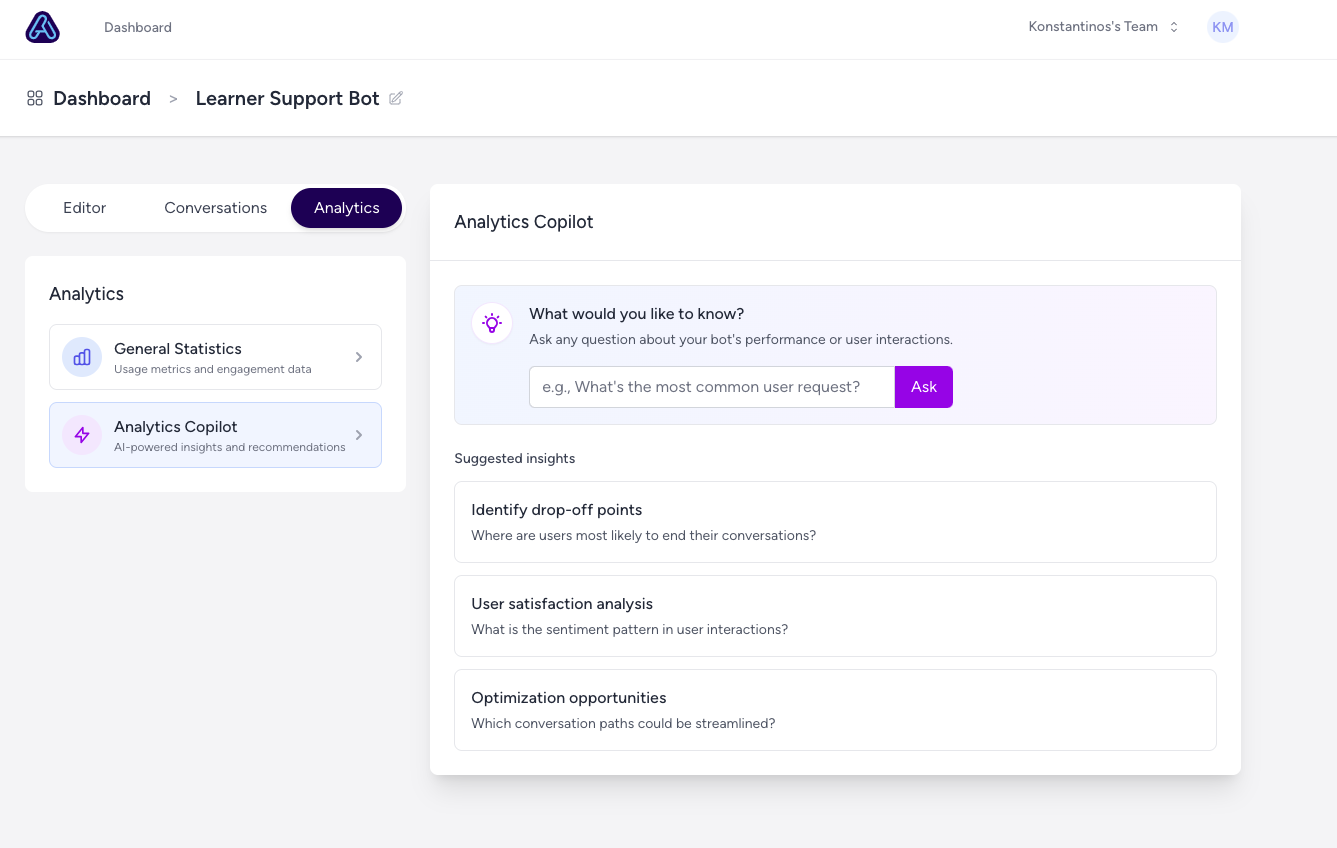 Dashboard
Konstantinos's Team
KM
Dashboard > Learner Support Bot
Editor
Conversations
Analytics
Analytics
General Statistics
Usage metrics and engagement data
Analytics Copilot
AI-powered insights and recommendations
Analytics Copilot
What would you like to know?
Ask any question about your bot's performance or user interactions.
e.g., What's the most common user request?
Ask
Suggested insights
Identify drop-off points
Where are users most likely to end their conversations?
User satisfaction analysis
What is the sentiment pattern in user interactions?
Optimization opportunities
Which conversation paths could be streamlined?